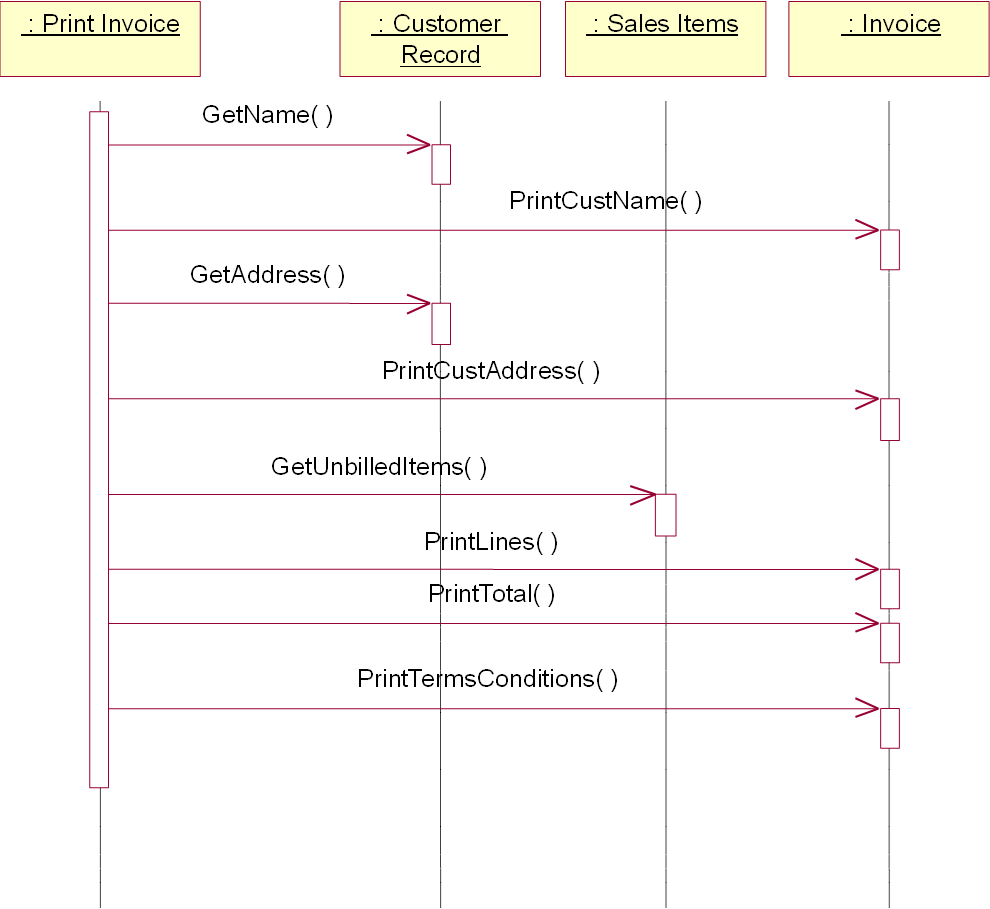 : Print Invoice
: Customer
Record
: Sales Items
: Invoice
GetName( )
PrintCustName( )
GetAddress( )
PrintCustAddress( )
GetUnbilledItems( )
PrintLines( )
PrintTotal( )
PrintTermsConditions( )